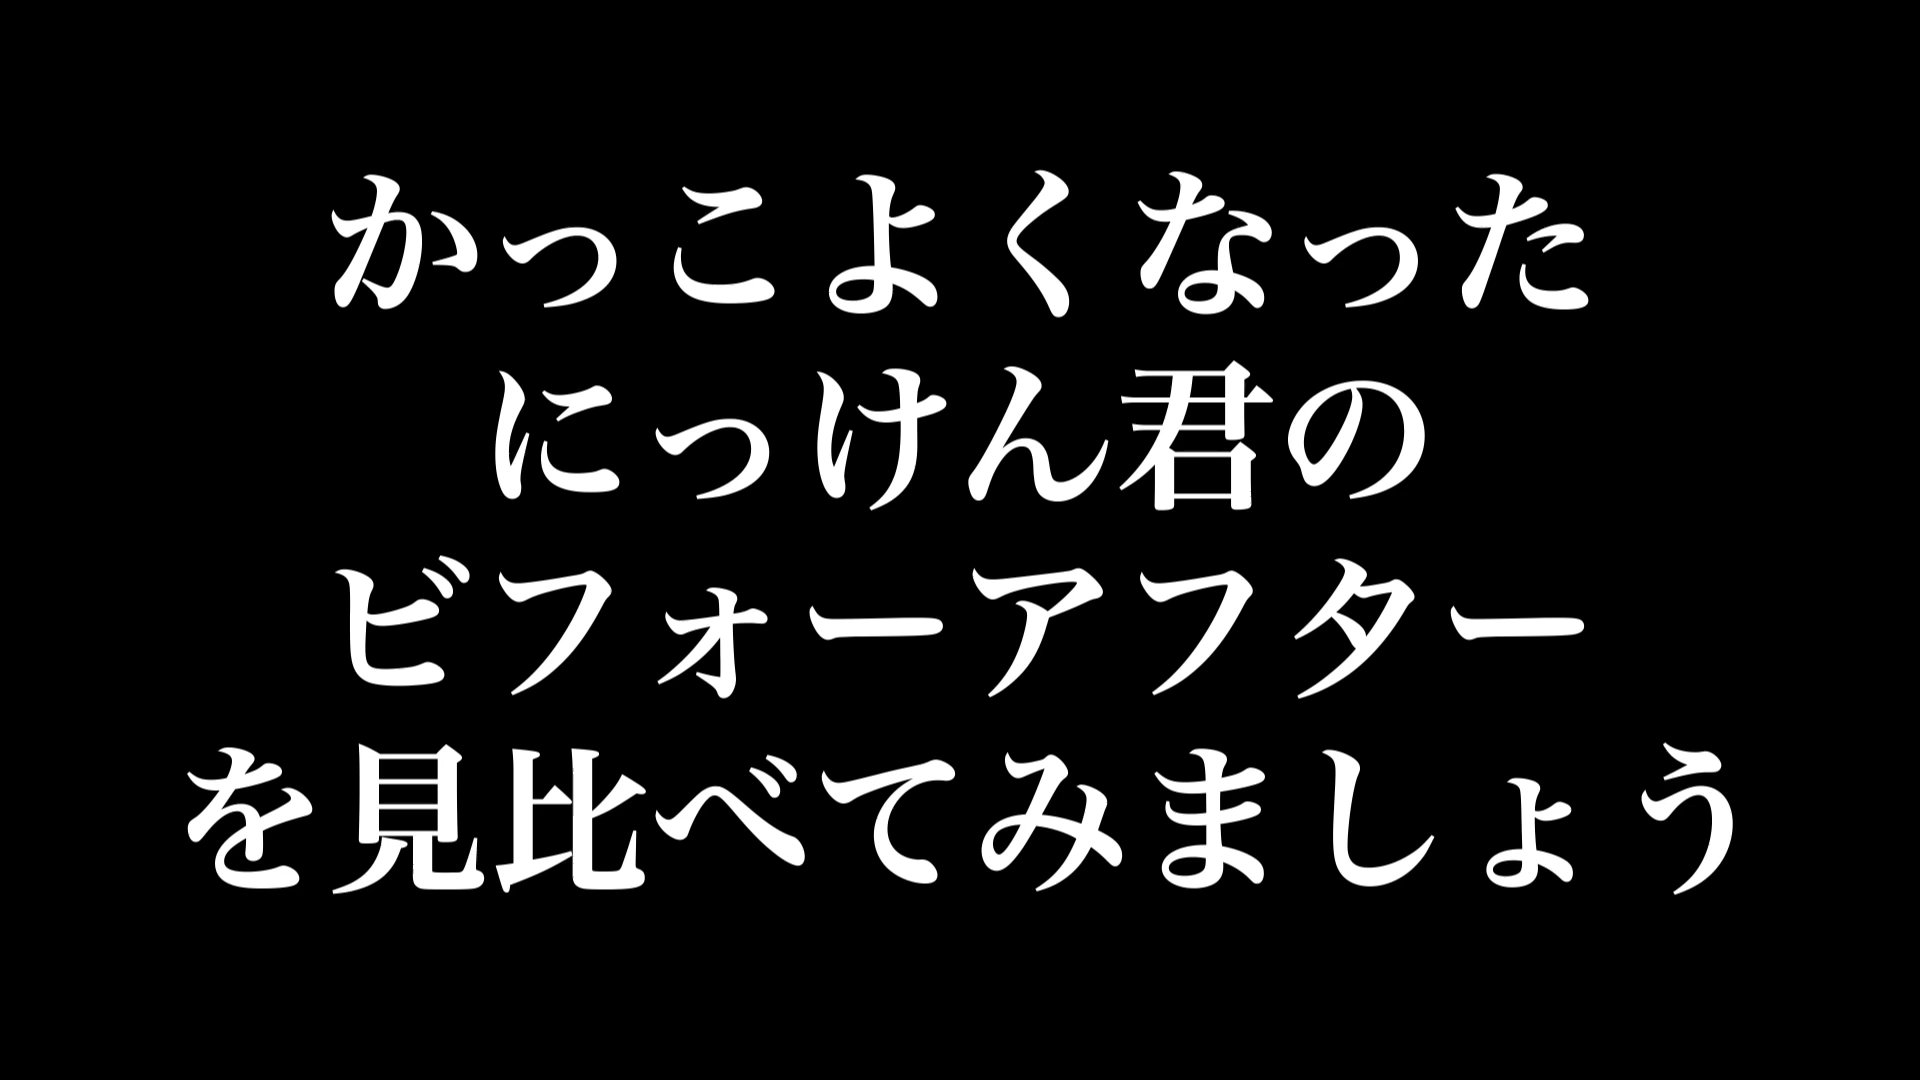 かっこよくなった
にっけん君の
ビフォーアフター
を見比べてみましょう